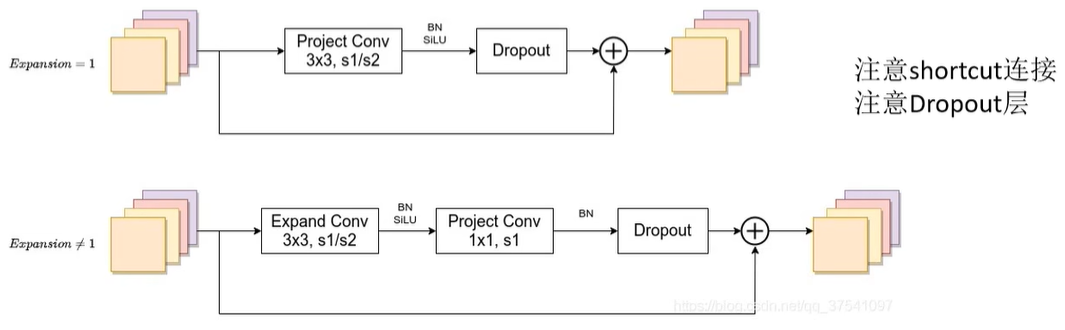 Expansion = 1
Project Conv
3x3, s1/s2
BN
SiLU
Dropout
注意shortcut连接
注意Dropout层
Expansion ≠ 1
Expand Conv
3x3, s1/s2
BN
SiLU
Project Conv
1x1, s1
BN
Dropout
https://blog.csdn.net/qq_37541097